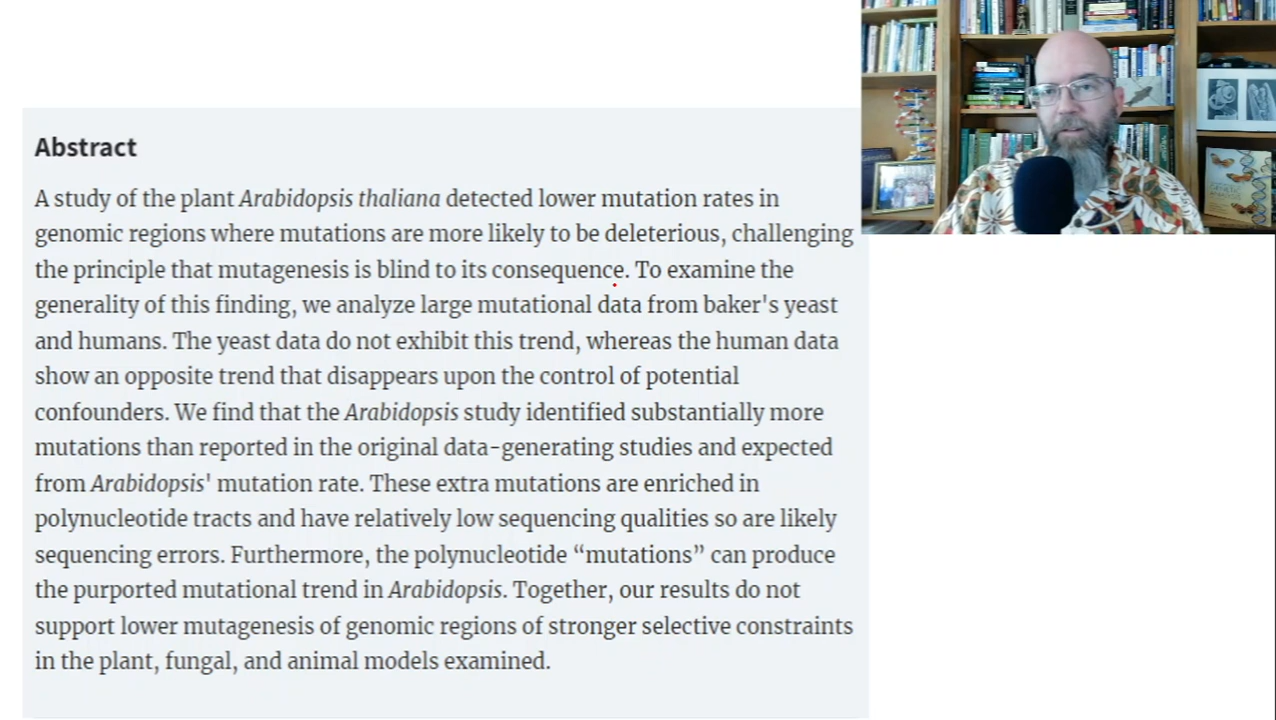 Abstract
A study of the plant Arabidopsis thaliana detected lower mutation rates in
genomic regions where mutations are more likely to be deleterious, challenging
the principle that mutagenesis is blind to its consequence. To examine the
generality of this finding, we analyze large mutational data from baker's yeast
and humans. The yeast data do not exhibit this trend, whereas the human data
show an opposite trend that disappears upon the control of potential
confounders. We find that the Arabidopsis study identified substantially more
mutations than reported in the original data-generating studies and expected
from Arabidopsis' mutation rate. These extra mutations are enriched in
polynucleotide tracts and have relatively low sequencing qualities so are likely
sequencing errors. Furthermore, the polynucleotide “mutations” can produce
the purported mutational trend in Arabidopsis. Together, our results do not
support lower mutagenesis of genomic regions of stronger selective constraints
in the plant, fungal, and animal models examined.